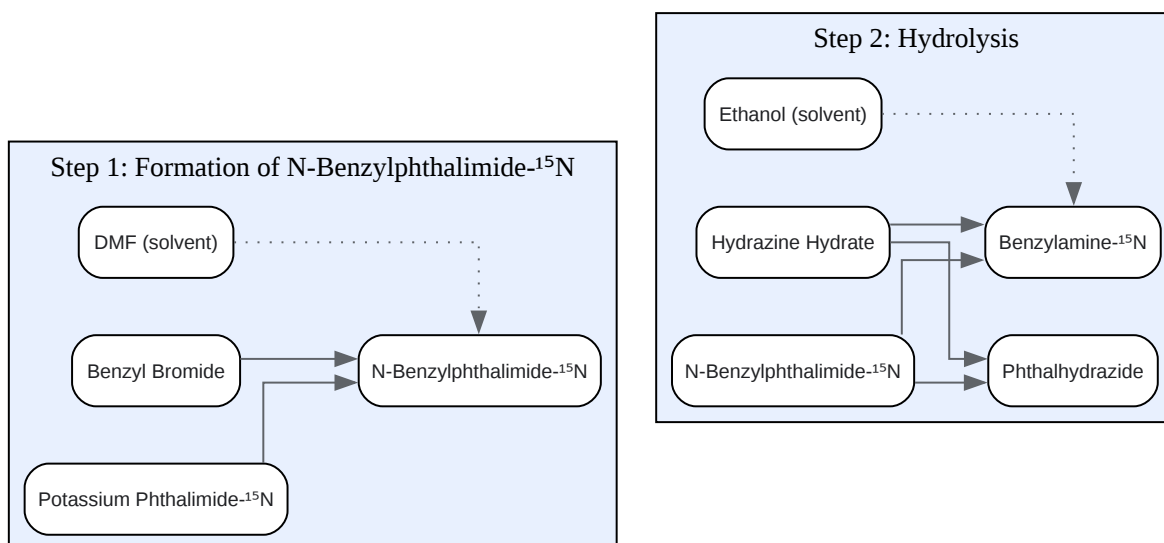 Step 1: Formation of N-Benzylphthalimide-¹⁵N
DMF (solvent)
Benzyl Bromide
N-Benzylphthalimide-¹⁵N
Potassium Phthalimide-¹⁵N
Step 2: Hydrolysis
Ethanol (solvent)
Hydrazine Hydrate
Benzylamine-¹⁵N
N-Benzylphthalimide-¹⁵N
Phthalhydrazide